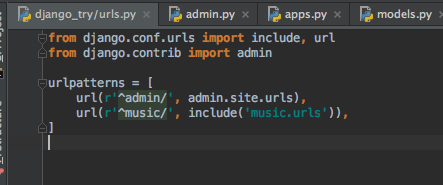 django_try/urls.py × admin.py × apps.py × models.py
from django.conf.urls import include, url
from django.contrib import admin
urlpatterns = [
    url(r'^admin/', admin.site.urls),
    url(r'^music/', include('music.urls')),
]